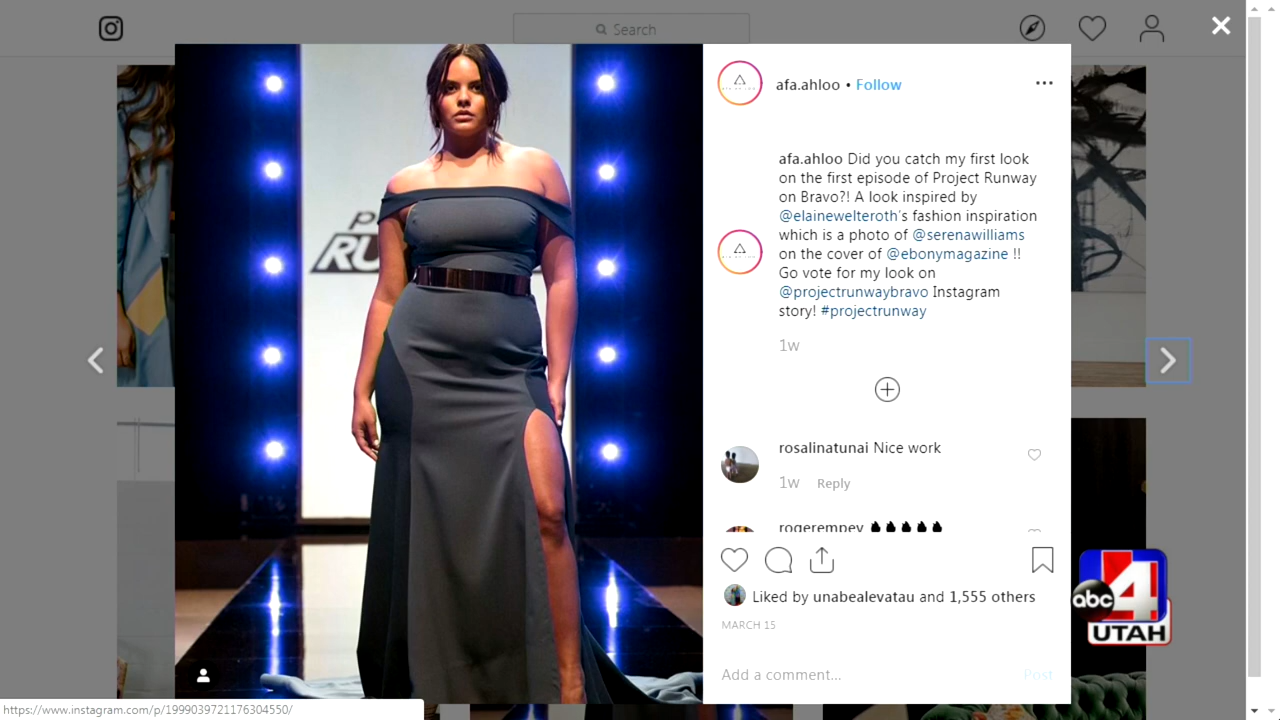 Search
afa.ahloo • Follow
afa.ahloo Did you catch my first look
on the first episode of Project Runway
on Bravo?! A look inspired by
@elainewelteroth's fashion inspiration
which is a photo of @serenawilliams
on the cover of @ebonymagazine !!
Go vote for my look on
@projectrunwaybravo Instagram
story! #projectrunway
1w
rosalinatunai Nice work
1w Reply
rogerempey
Liked by unabealevatau and 1,555 others
MARCH 15
Add a comment...
Post
abc 4
UTAH
https://www.instagram.com/p/1999039721176304550/